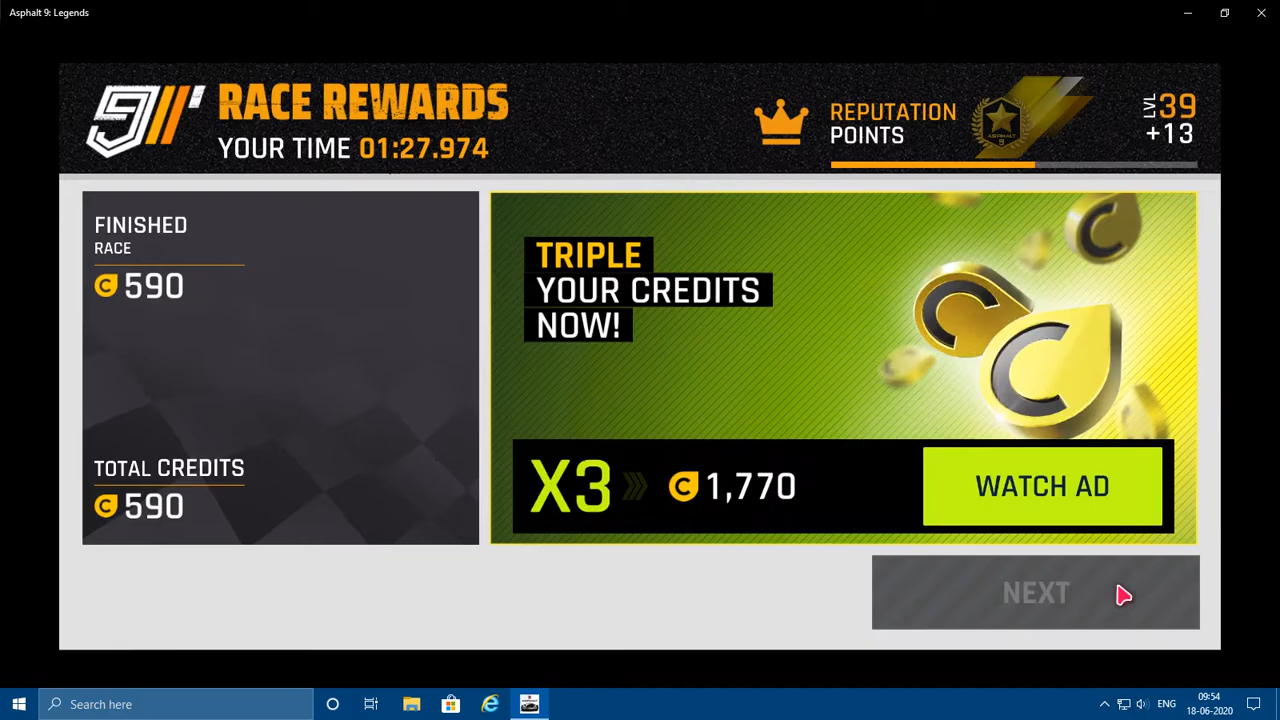 Asphalt 9: Legends
RACE REWARDS
YOUR TIME 01:27.974
REPUTATION
POINTS
ASPHALT
9
LVL 39
+13
FINISHED
RACE
590
TOTAL CREDITS
590
TRIPLE
YOUR CREDITS
NOW!
X3 1,770
WATCH AD
NEXT
Search here
ENG
09:54
18-06-2020